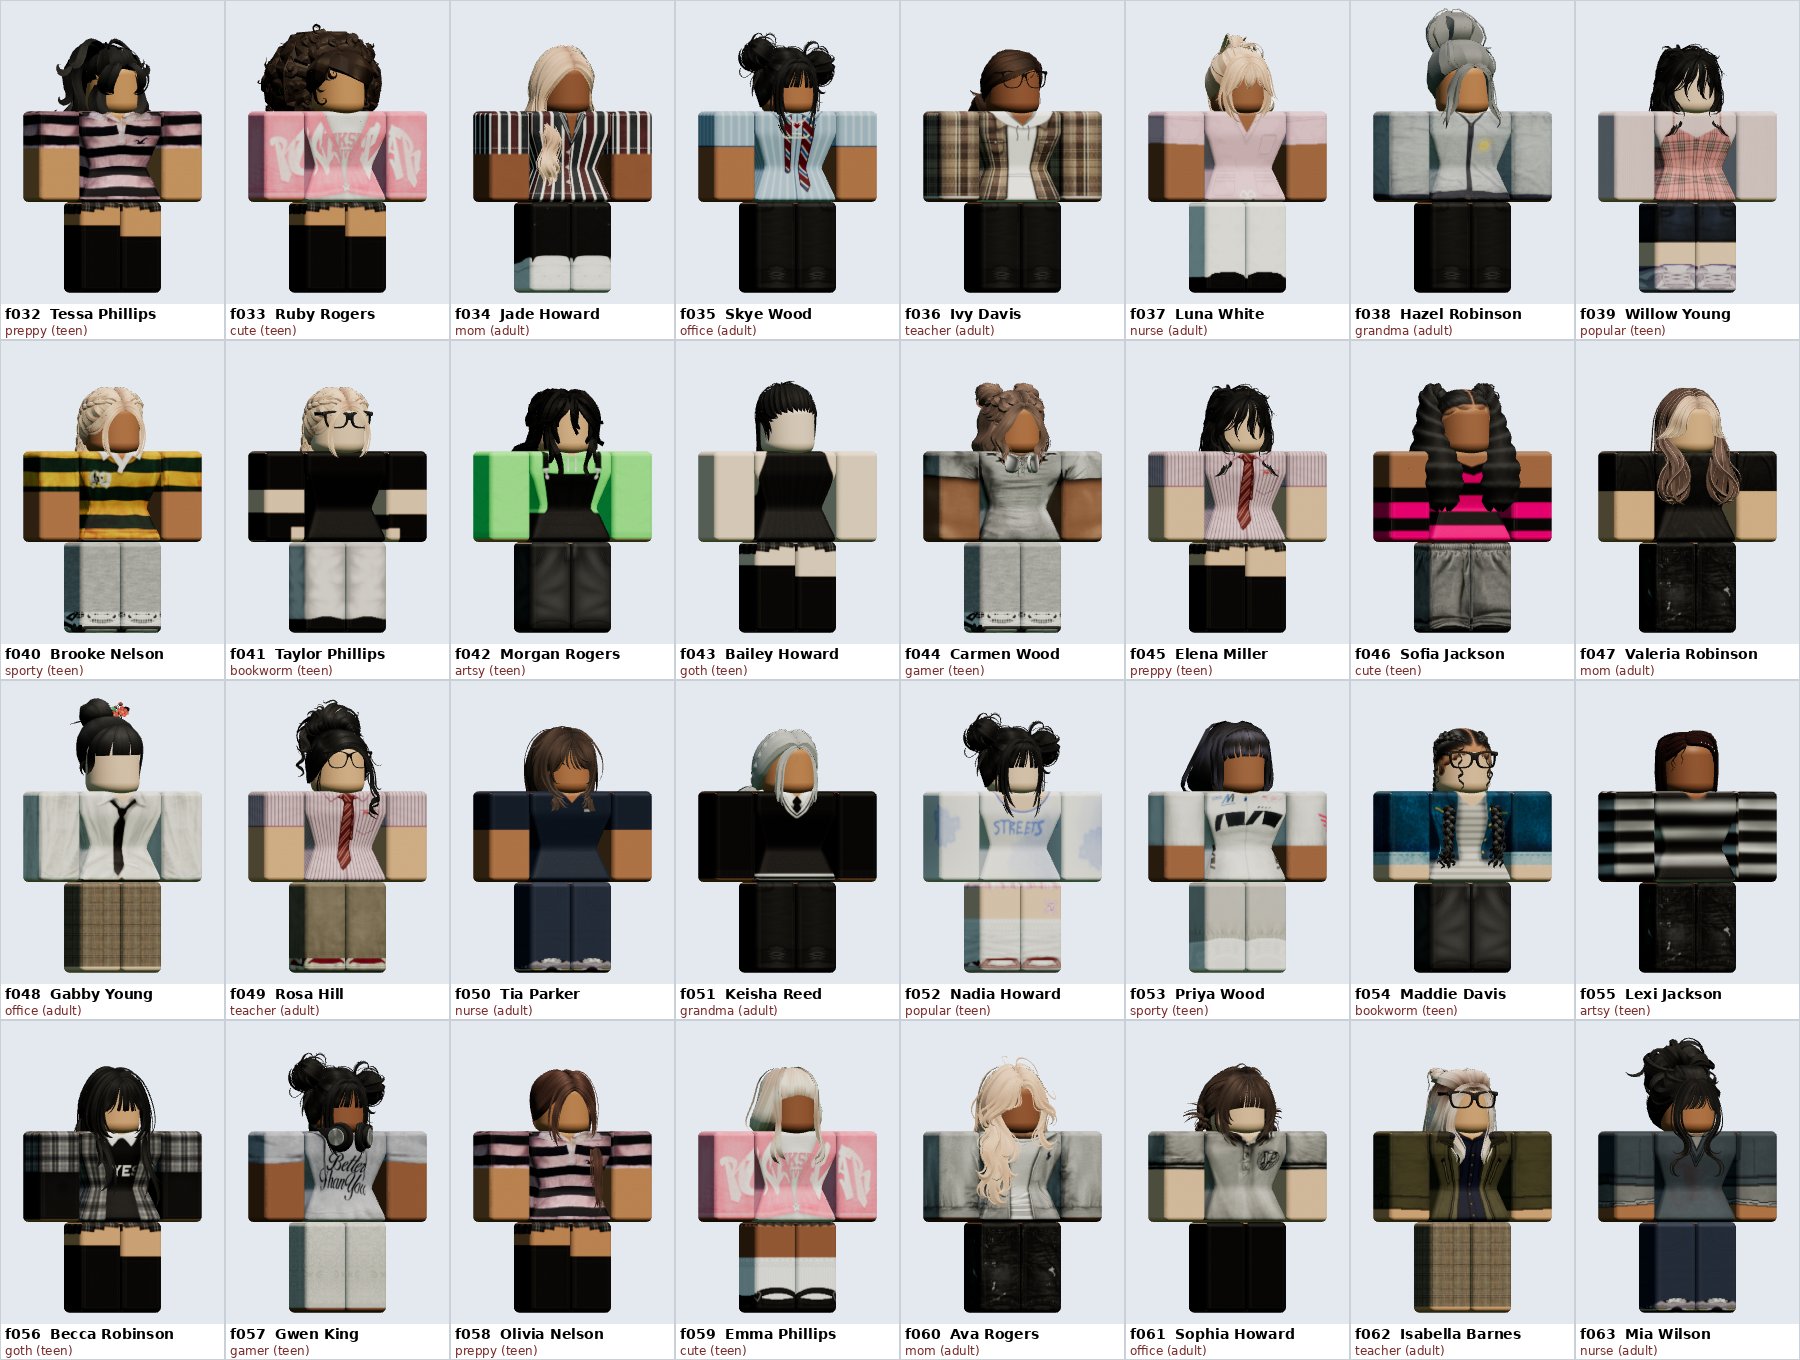 f032 Tessa Phillips
preppy (teen)
f033 Ruby Rogers
cute (teen)
f034 Jade Howard
mom (adult)
f035 Skye Wood
office (adult)
f036 Ivy Davis
teacher (adult)
f037 Luna White
nurse (adult)
f038 Hazel Robinson
grandma (adult)
f039 Willow Young
popular (teen)
f040 Brooke Nelson
sporty (teen)
f041 Taylor Phillips
bookworm (teen)
f042 Morgan Rogers
artsy (teen)
f043 Bailey Howard
goth (teen)
f044 Carmen Wood
gamer (teen)
f045 Elena Miller
preppy (teen)
f046 Sofia Jackson
cute (teen)
f047 Valeria Robinson
mom (adult)
STREETS
f048 Gabby Young
office (adult)
f049 Rosa Hill
teacher (adult)
f050 Tia Parker
nurse (adult)
f051 Keisha Reed
grandma (adult)
f052 Nadia Howard
popular (teen)
f053 Priya Wood
sporty (teen)
f054 Maddie Davis
bookworm (teen)
f055 Lexi Jackson
artsy (teen)
YES
Better
Than You
f056 Becca Robinson
goth (teen)
f057 Gwen King
gamer (teen)
f058 Olivia Nelson
preppy (teen)
f059 Emma Phillips
cute (teen)
f060 Ava Rogers
mom (adult)
f061 Sophia Howard
office (adult)
f062 Isabella Barnes
teacher (adult)
f063 Mia Wilson
nurse (adult)